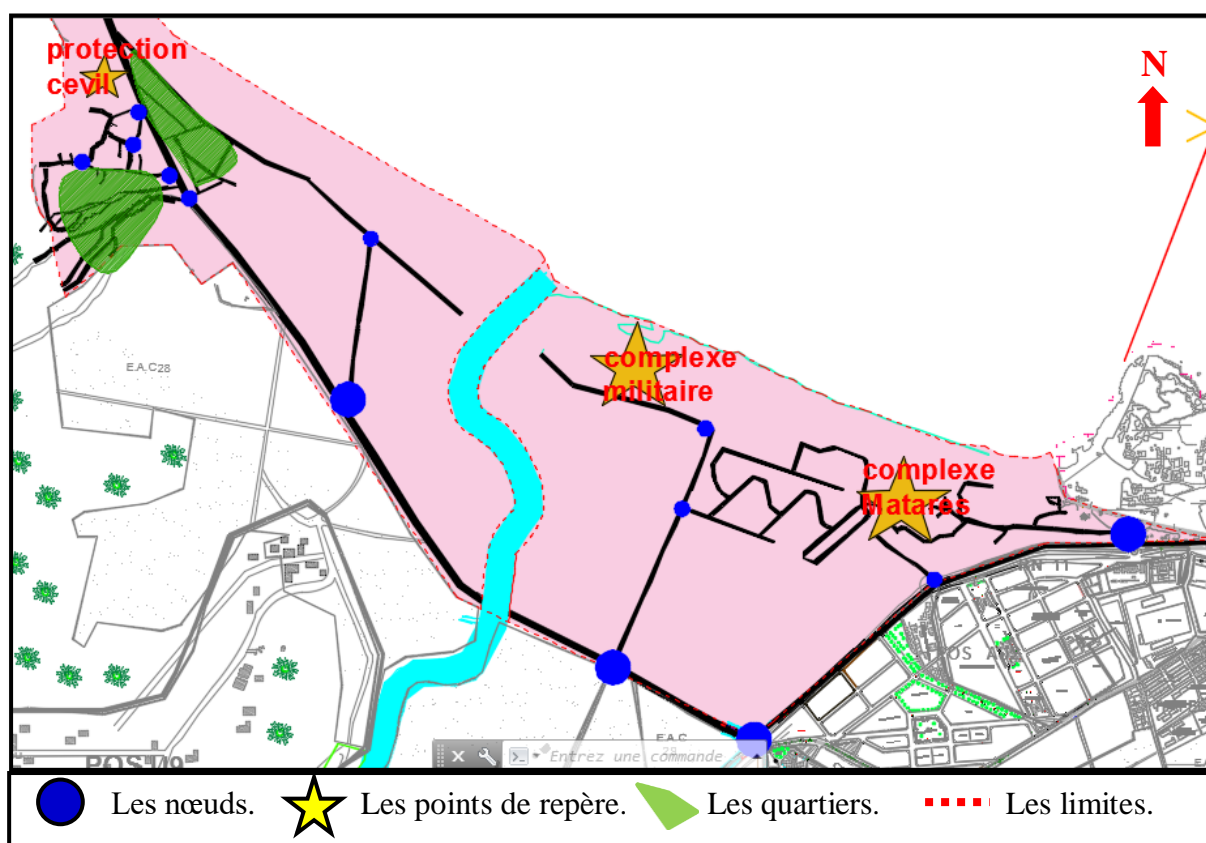 protection
cevil
N
E.A.C28
complexe
militaire
complexe
Matares
E.A.C
28
Entrez une commande
Les nœuds.
Les points de repère.
Les quartiers.
Les limites.